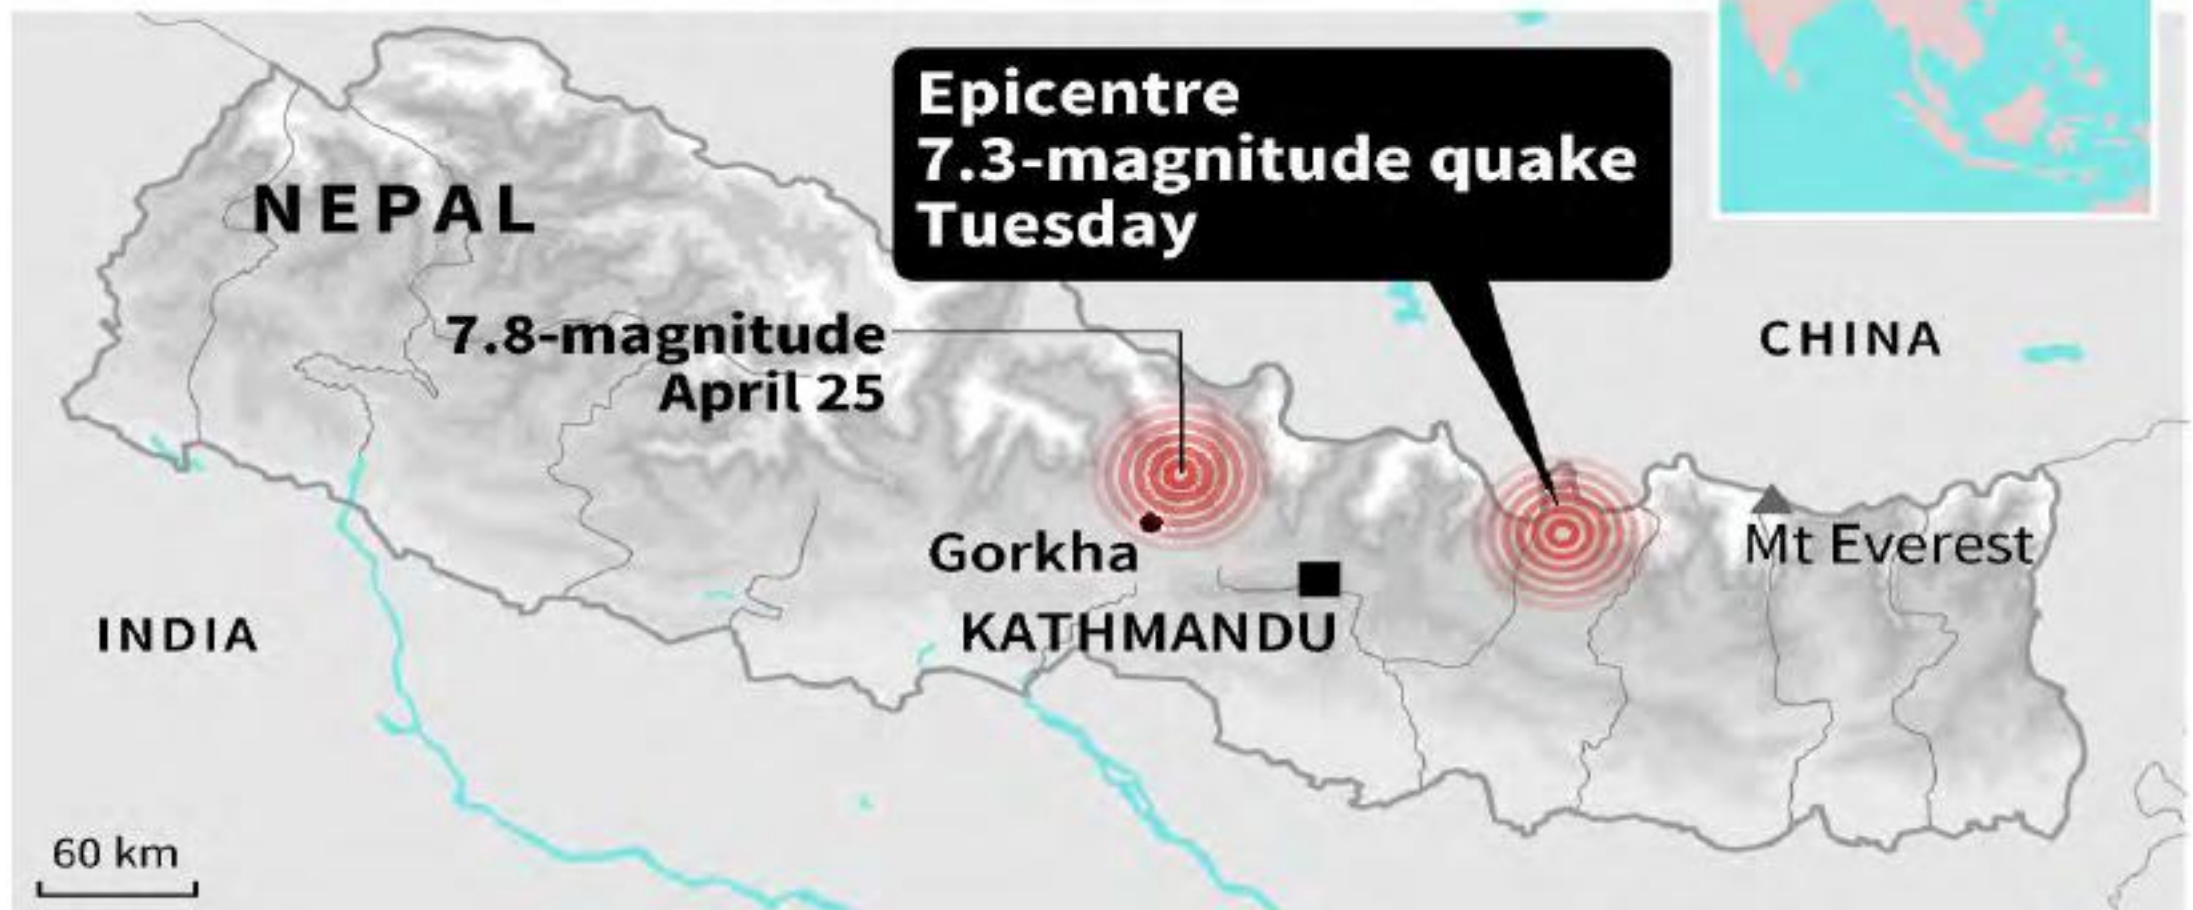 Epicentre
7.3-magnitude quake
Tuesday
NEPAL
7.8-magnitude
April 25
CHINA
Gorkha
Mt Everest
KATHMANDU
INDIA
60 km